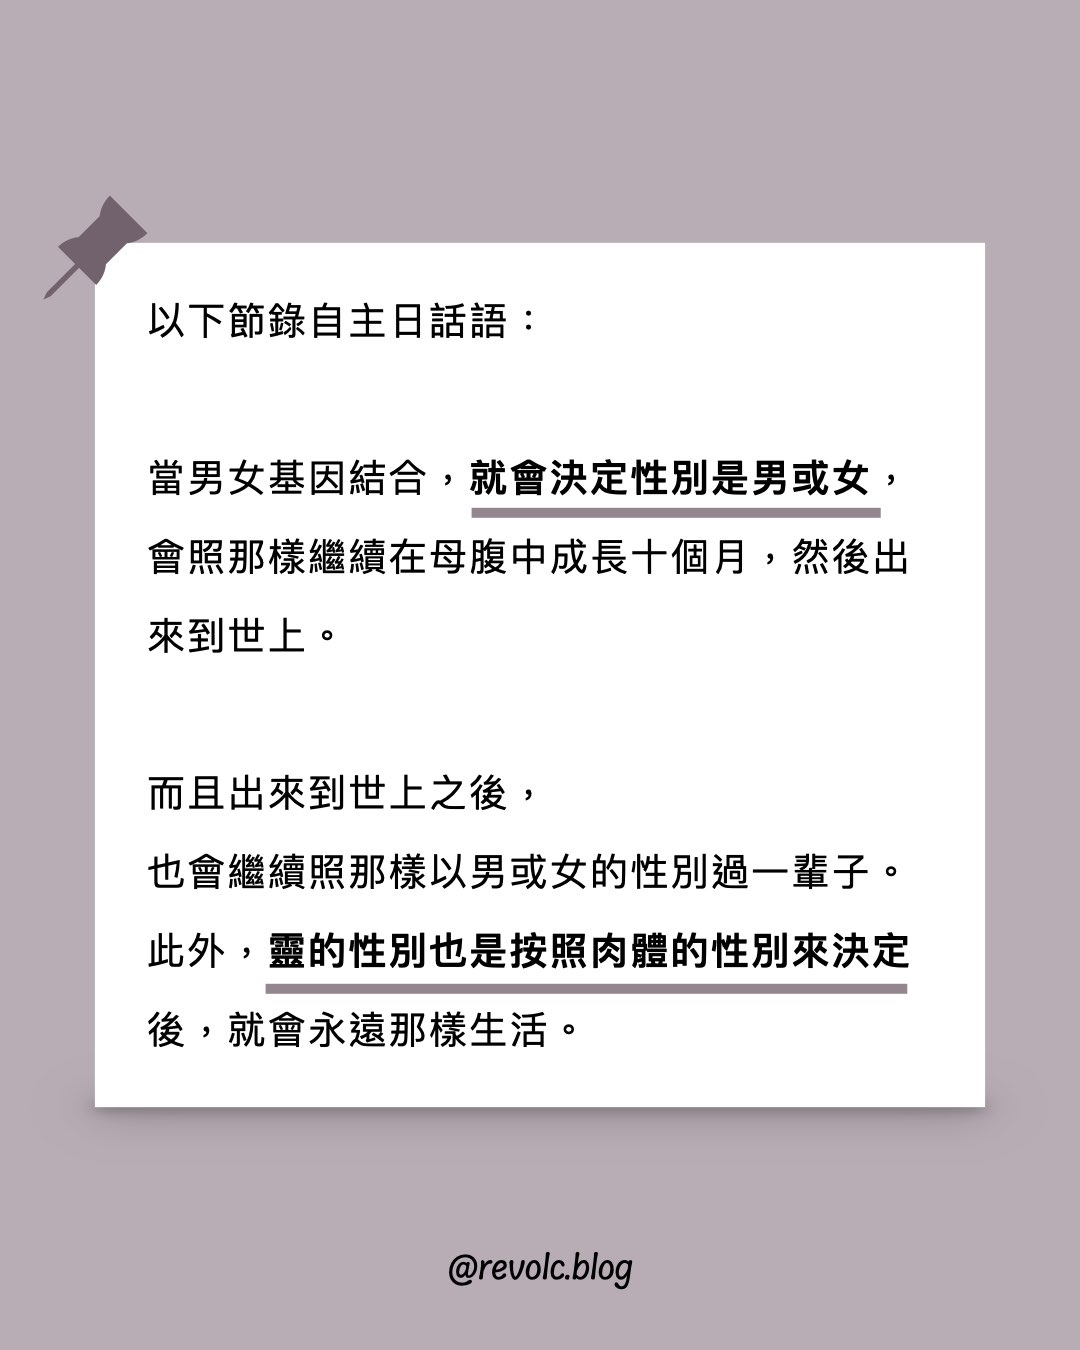 以下節錄自主日話語：
當男女基因結合，就會決定性別是男或女，
會照那樣繼續在母腹中成長十個月，然後出
來到世上。
而且出來到世上之後，
也會繼續照那樣以男或女的性別過一輩子。
此外，靈的性別也是按照肉體的性別來決定
後，就會永遠那樣生活。
@revolc.blog